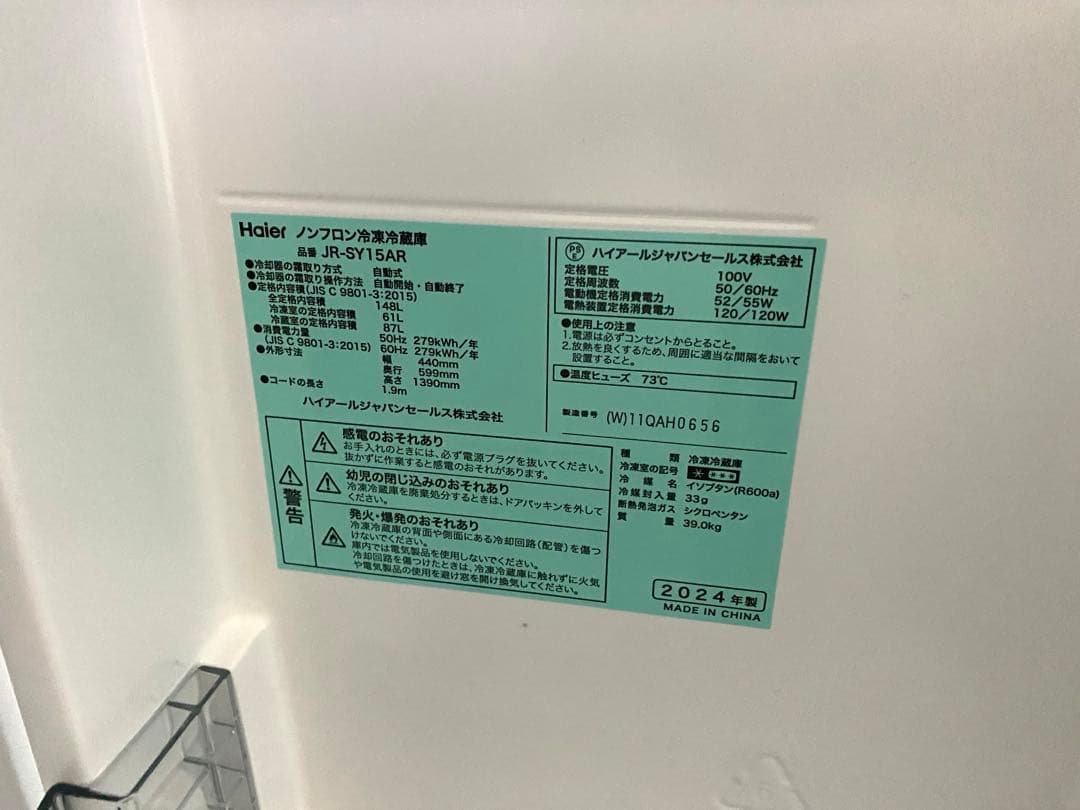 Haier ノンフロン冷凍冷蔵庫
品番 JR-SY15AR
●冷却器の霜取り方式 自動式
●冷却器の霜取り操作方法 自動開始・自動終了
●定格内容積(JIS C 9801-3:2015)
全定格内容積 148L
冷凍室の定格内容積 61L
冷蔵室の定格内容積 87L
●消費電力量 50Hz 279kWh/年
(JIS C 9801-3:2015) 60Hz 279kWh/年
●外形寸法 幅 440mm
奥行 599mm
高さ 1390mm
●コードの長さ 1.9m
ハイアールジャパンセールス株式会社
PS
E ハイアールジャパンセールス株式会社
定格電圧 100V
定格周波数 50/60Hz
電動機定格消費電力 52/55W
電熱装置定格消費電力 120/120W
●使用上の注意
1.電源は必ずコンセントからとること。
2.放熱を良くするため、周囲に適当な間隔をおいて
設置すること。
●温度ヒューズ 73℃
製造番号 (W)11QAH0656
警告
感電のおそれあり
お手入れのときには、必ず電源プラグを抜いてください。
抜かずに作業すると感電のおそれがあります。
幼児の閉じ込みのおそれあり
冷凍冷蔵庫を廃棄処分するときは、ドアパッキンを外して
ください。
発火・爆発のおそれあり
冷凍冷蔵庫の背面や側面にある冷却回路(配管)を傷つ
けないでください。
庫内では電気製品を使用しないでください。
冷却回路を傷つけたときは、冷凍冷蔵庫に触れずに火気
や電気製品の使用を避け窓を開け換気してください。
種類 冷凍冷蔵庫
冷凍室の記号
冷媒名 イソブタン(R600a)
冷媒封入量 33g
断熱発泡ガス シクロペンタン
質量 39.0kg
2024年製
MADE IN CHINA